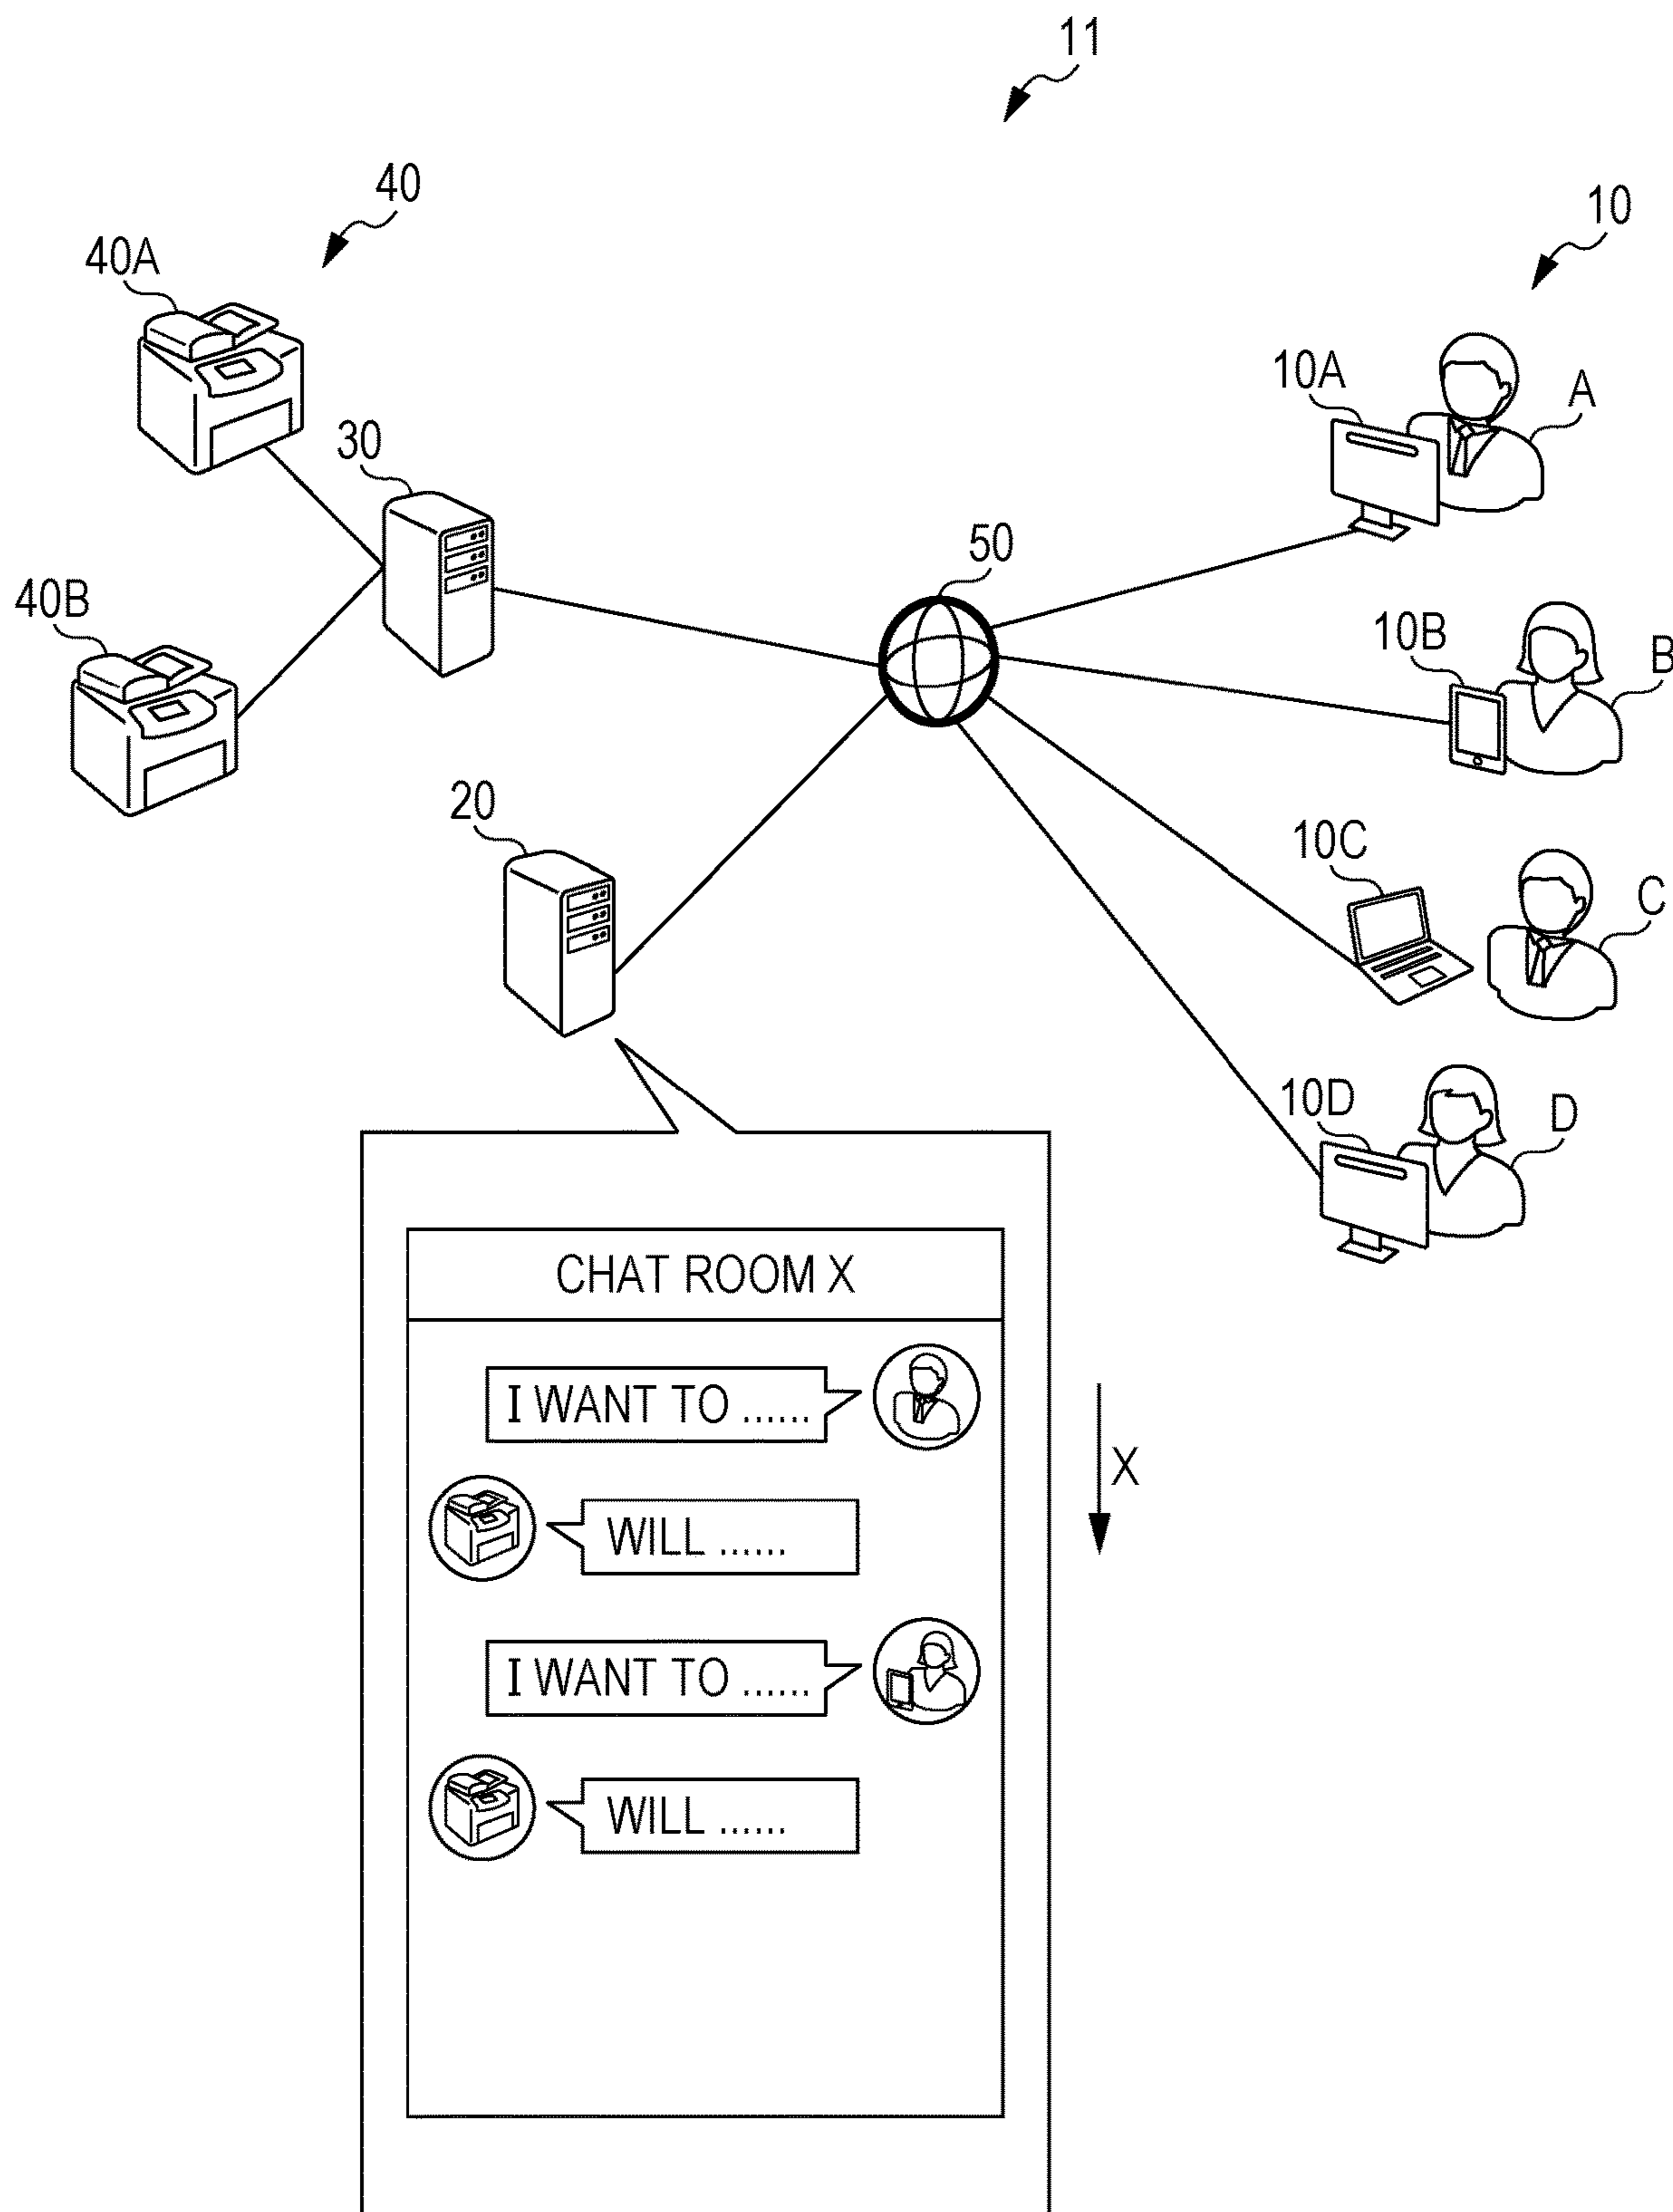 11
40
10
40A
10A
A
30
50
40B
10B
B
20
10C
C
10D
D
CHAT ROOM X
I WANT TO ......
X
WILL ......
I WANT TO ......
WILL ......